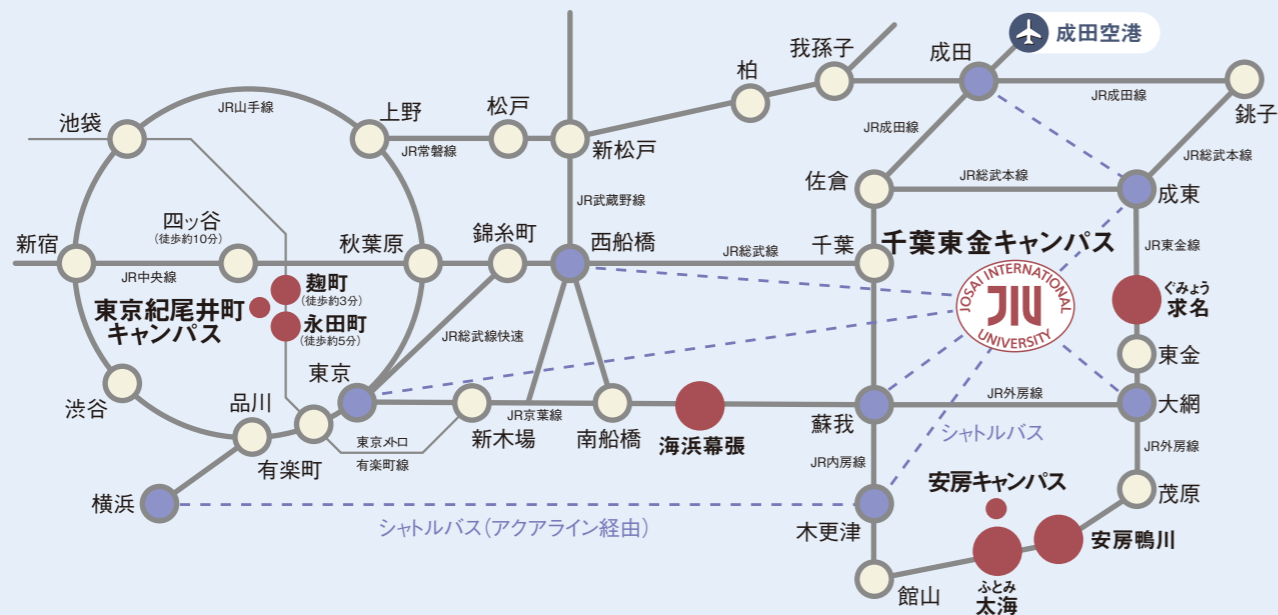 成田空港
我孫子
成田
柏
JR山手線
上野
松戸
JR成田線
池袋
新松戸
JR成田線
銚子
JR常磐線
JR総武本線
佐倉
JR総武本線
成東
JR武蔵野線
四ッ谷
(徒歩約10分)
新宿
秋葉原
錦糸町
西船橋
JR総武線
千葉
千葉東金キャンパス
JR東金線
JR中央線
麹町
(徒歩約3分)
東京紀尾井町
キャンパス
永田町
(徒歩約5分)
JOSAI INTERNATIONAL
JIU
UNIVERSITY
ぐみょう
求名
JR総武線快速
東京
東金
渋谷
品川
JR外房線
大網
JR京葉線
新木場
南船橋
海浜幕張
蘇我
シャトルバス
東京メトロ
有楽町線
有楽町
JR内房線
JR外房線
安房キャンパス
茂原
横浜
シャトルバス(アクアライン経由)
木更津
安房鴨川
館山
ふとみ
太海